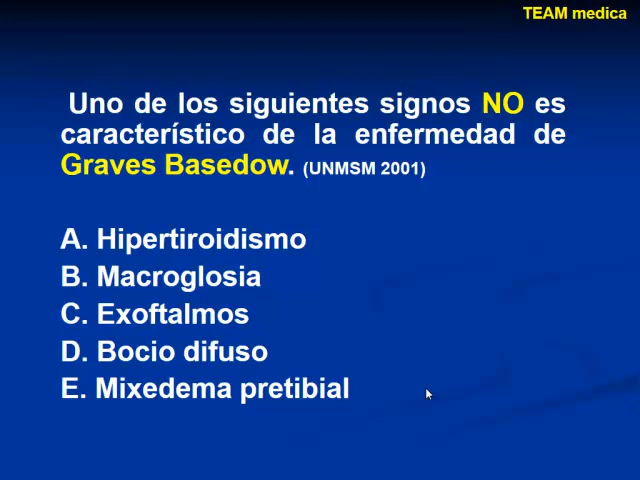 TEAM medica
Uno de los siguientes signos NO es
característico de la enfermedad de
Graves Basedow. (UNMSM 2001)
A. Hipertiroidismo
B. Macroglosia
C. Exoftalmos
D. Bocio difuso
E. Mixedema pretibial